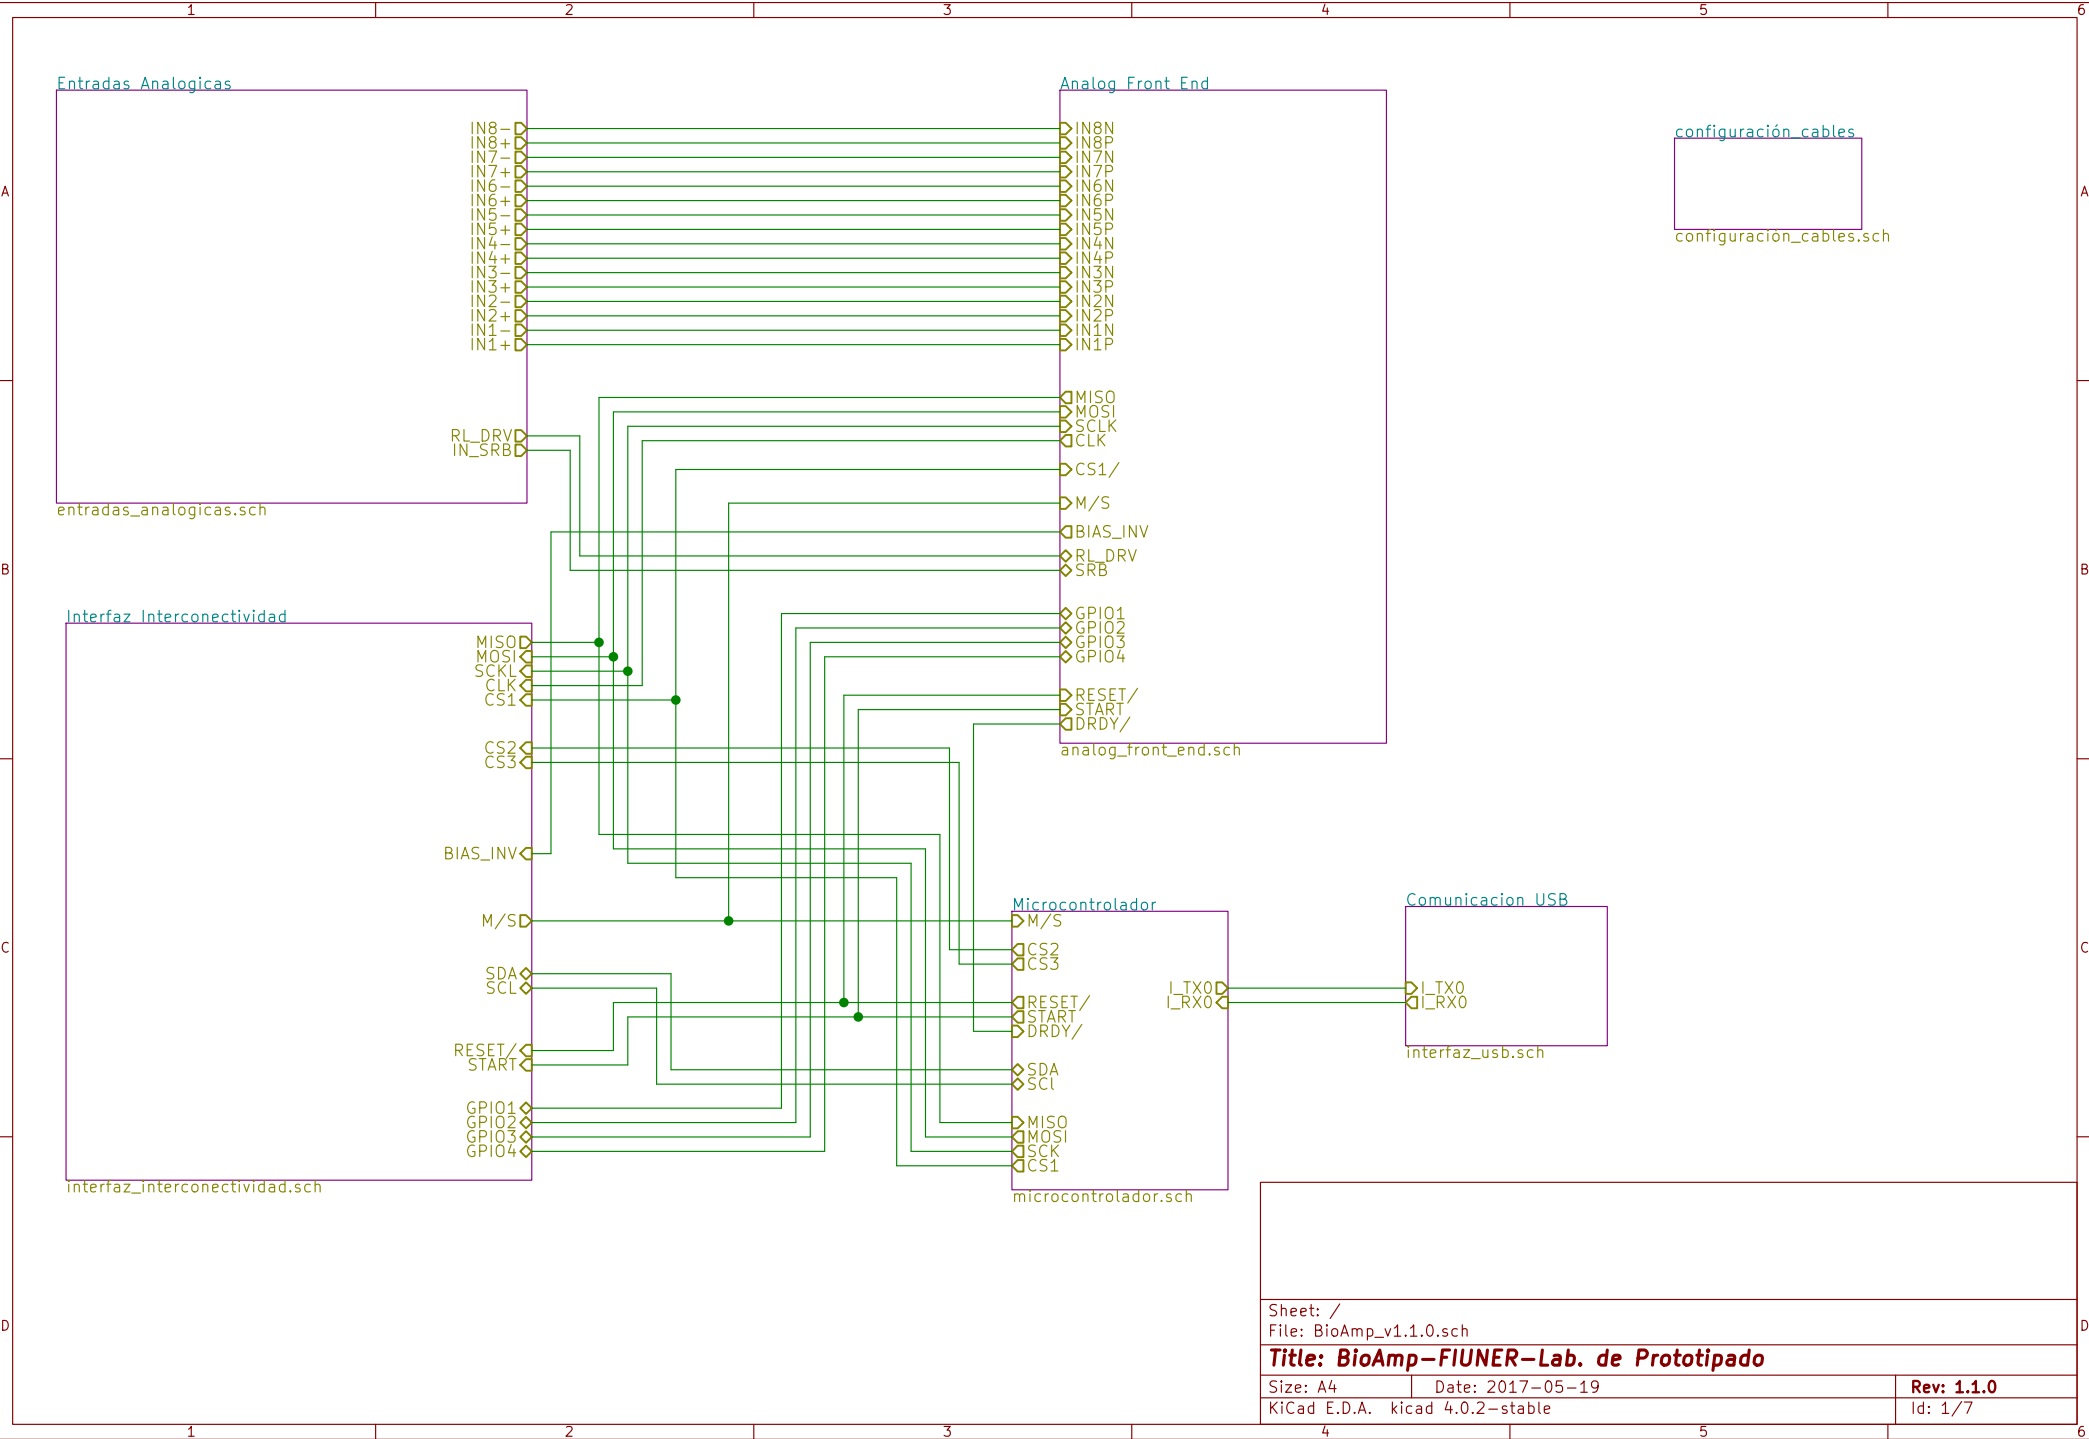 1 2 3 4 5 6
Entradas Analogicas
IN8-
IN8+
IN7-
IN7+
IN6-
IN6+
IN5-
IN5+
IN4-
IN4+
IN3-
IN3+
IN2-
IN2+
IN1-
IN1+
RL_DRV
IN_SRB
entradas_analogicas.sch
Analog Front End
IN8N
IN8P
IN7N
IN7P
IN6N
IN6P
IN5N
IN5P
IN4N
IN4P
IN3N
IN3P
IN2N
IN2P
IN1N
IN1P
MISO
MOSI
SCLK
CLK
CS1/
M/S
BIAS_INV
RL_DRV
SRB
GPIO1
GPIO2
GPIO3
GPIO4
RESET/
START
DRDY/
analog_front_end.sch
configuración_cables
configuración_cables.sch
A A
B B
Interfaz Interconectividad
MISO
MOSI
SCKL
CLK
CS1
CS2
CS3
BIAS_INV
M/S
SDA
SCL
RESET/
START
GPIO1
GPIO2
GPIO3
GPIO4
interfaz_interconectividad.sch
Microcontrolador
M/S
CS2
CS3
RESET/
START
DRDY/
SDA
SCl
MISO
MOSI
SCK
CS1
I_TX0
I_RX0
microcontrolador.sch
Comunicacion USB
I_TX0
I_RX0
interfaz_usb.sch
C C
D D
Sheet: /
File: BioAmp_v1.1.0.sch
Title: BioAmp-FIUNER-Lab. de Prototipado
Size: A4 Date: 2017-05-19 Rev: 1.1.0
KiCad E.D.A. kicad 4.0.2-stable Id: 1/7
1 2 3 4 5 6